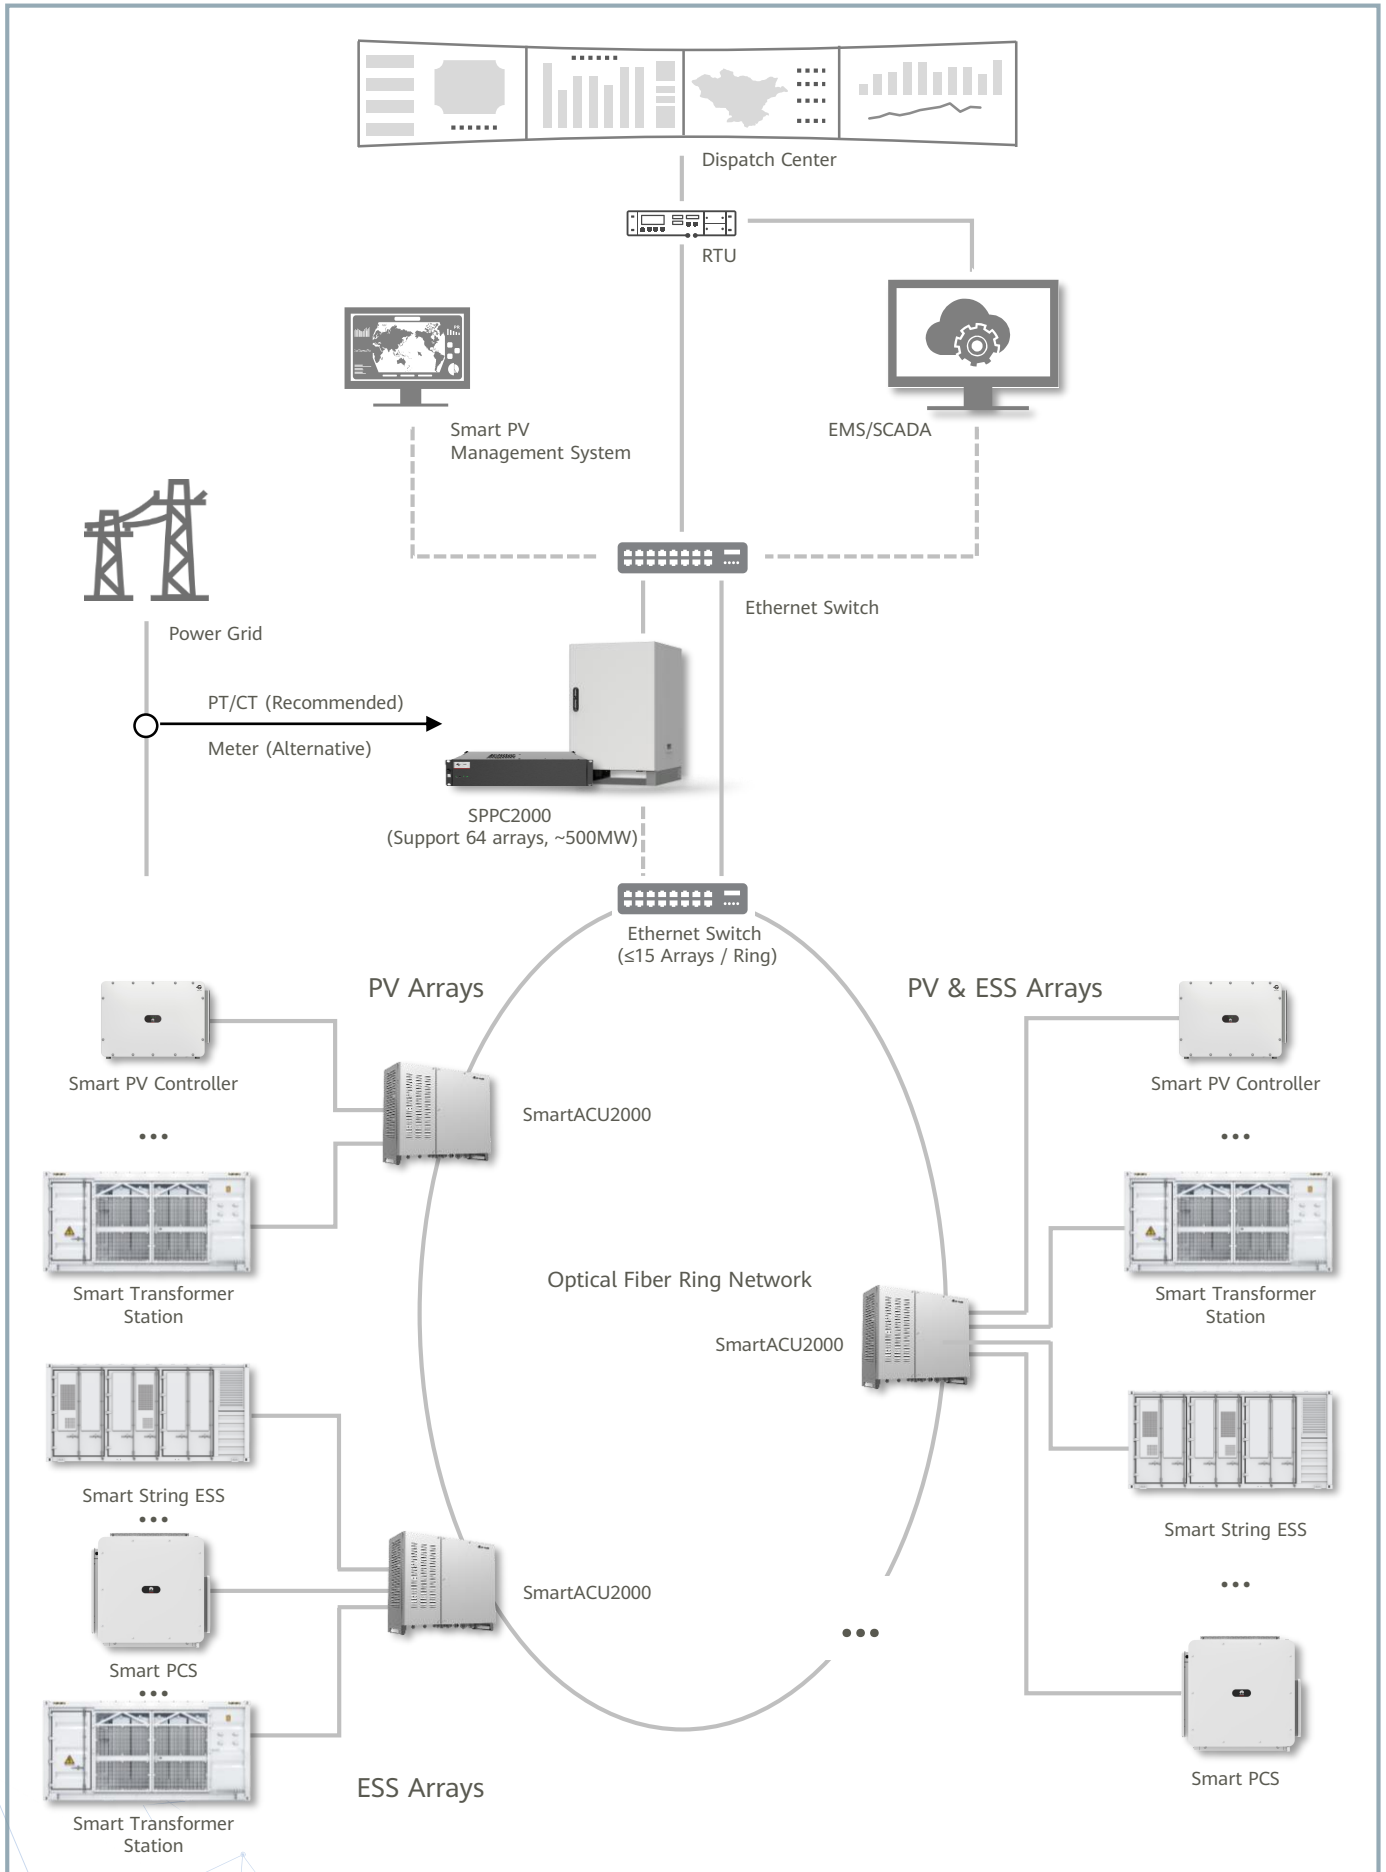 Dispatch Center
RTU
Smart PV
Management System
EMS/SCADA
Ethernet Switch
Power Grid
PT/CT (Recommended)
Meter (Alternative)
SPPC2000
(Support 64 arrays, ~500MW)
Ethernet Switch
(≤15 Arrays / Ring)
PV Arrays
PV & ESS Arrays
Smart PV Controller
SmartACU2000
Smart PV Controller
...
...
Smart Transformer
Station
Optical Fiber Ring Network
Smart Transformer
Station
SmartACU2000
Smart String ESS
...
Smart String ESS
SmartACU2000
...
...
Smart PCS
...
Smart PCS
ESS Arrays
Smart Transformer
Station